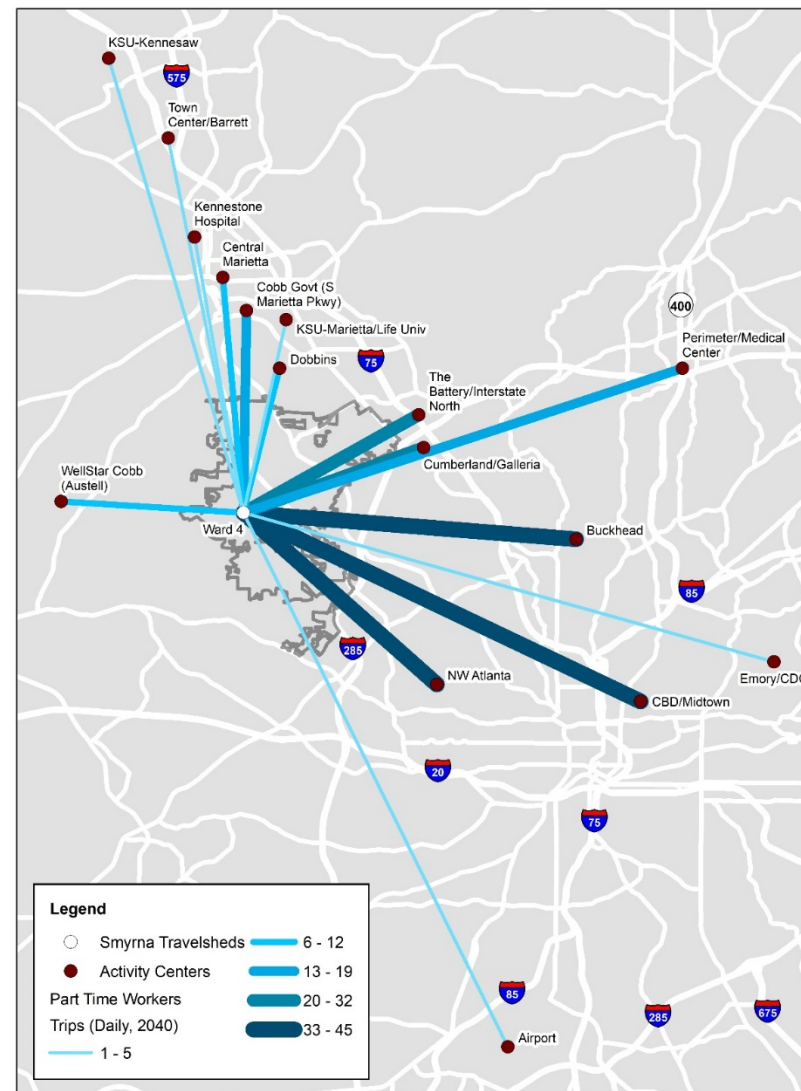 KSU-Kennesaw
575
Town
Center/Barrett
Kennestone
Hospital
Central
Marietta
Cobb Govt (S
Marietta Pkwy)
KSU-Marietta/Life Univ
400
Dobbins
75
Perimeter/Medical
Center
The
Battery/Interstate
North
Cumberland/Galleria
WellStar Cobb
(Austell)
Ward 4
Buckhead
85
285
Emory/CDC
NW Atlanta
CBD/Midtown
20
75
Legend
Smyrna Travelsheds
Activity Centers
Part Time Workers
Trips (Daily, 2040)
1 - 5
6 - 12
13 - 19
20 - 32
33 - 45
85
285
675
Airport